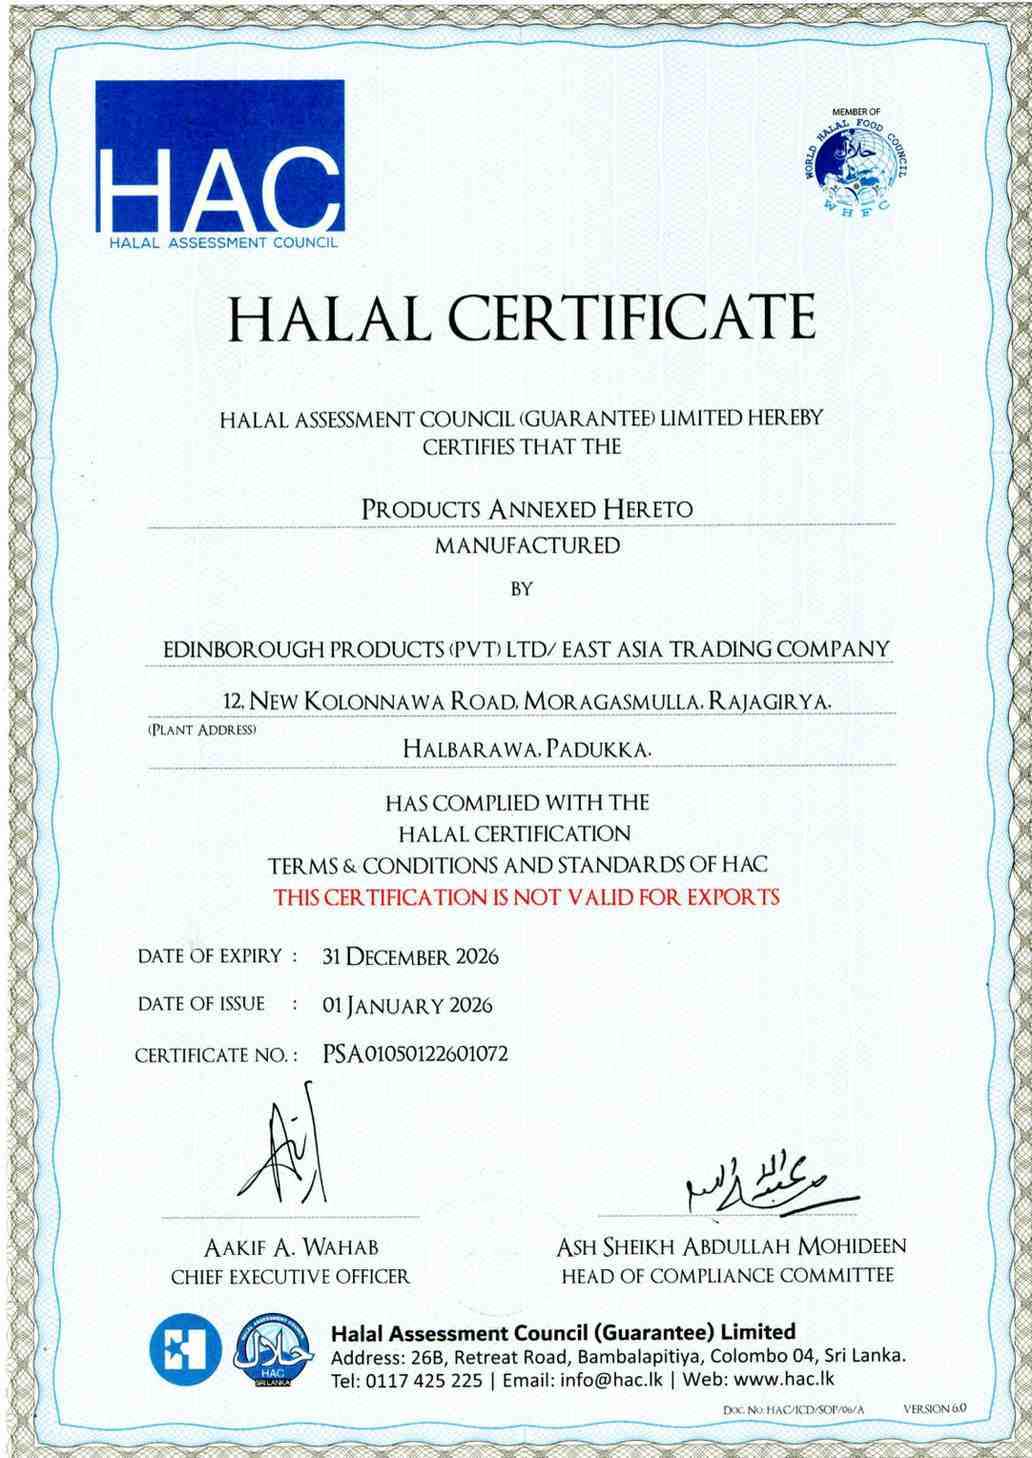 HAC
HALAL ASSESSMENT COUNCIL
MEMBER OF
WORLD HALAL FOOD COUNCIL
حلال
WHFC
HALAL CERTIFICATE
HALAL ASSESSMENT COUNCIL (GUARANTEE) LIMITED HEREBY
CERTIFIES THAT THE
PRODUCTS ANNEXED HERETO
MANUFACTURED
BY
EDINBOROUGH PRODUCTS (PVT) LTD/ EAST ASIA TRADING COMPANY
12, NEW KOLONNAWA ROAD, MORAGASMULLA, RAJAGIRYA.
(PLANT ADDRESS)
HALBARAWA, PADUKKA.
HAS COMPLIED WITH THE
HALAL CERTIFICATION
TERMS & CONDITIONS AND STANDARDS OF HAC
THIS CERTIFICATION IS NOT VALID FOR EXPORTS
DATE OF EXPIRY : 31 DECEMBER 2026
DATE OF ISSUE : 01 JANUARY 2026
CERTIFICATE NO. : PSA01050122601072
AAKIF A. WAHAB
CHIEF EXECUTIVE OFFICER
ASH SHEIKH ABDULLAH MOHIDEEN
HEAD OF COMPLIANCE COMMITTEE
حلال
HAC
SRI LANKA
Halal Assessment Council (Guarantee) Limited
Address: 26B, Retreat Road, Bambalapitiya, Colombo 04, Sri Lanka.
Tel: 0117 425 225 | Email: info@hac.lk | Web: www.hac.lk
DOC. NO: HAC/ICD/SOP/06/A VERSION 6.0